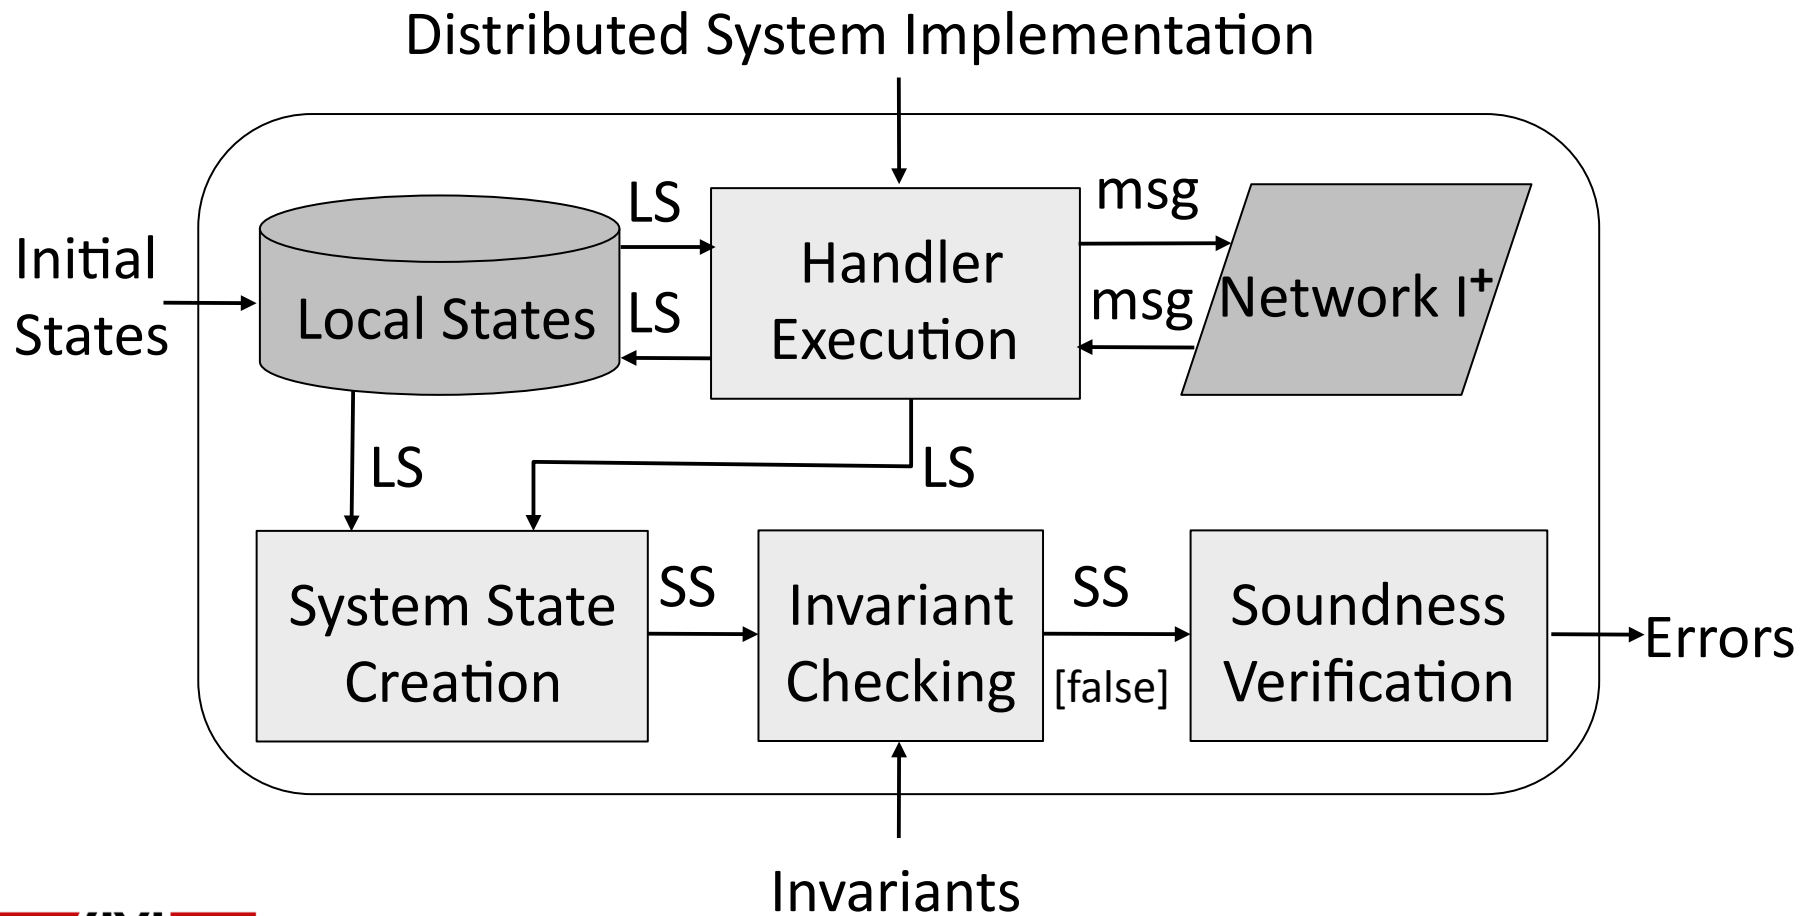 Distributed System Implementation
Initial
States
Local States
LS
LS
Handler
Execution
msg
msg
Network I⁺
LS
LS
System State
Creation
SS
Invariant
Checking
SS
[false]
Soundness
Verification
Errors
Invariants